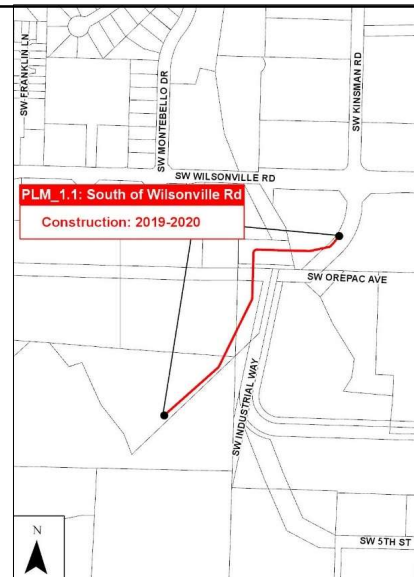 SW FRANKLIN LN
SW MONTEBELLO DR
SW KINSMAN RD
SW WILSONVILLE RD
PLM_1.1: South of Wilsonville Rd
Construction: 2019-2020
SW OREPAC AVE
SW INDUSTRIAL WAY
SW 5TH ST
N